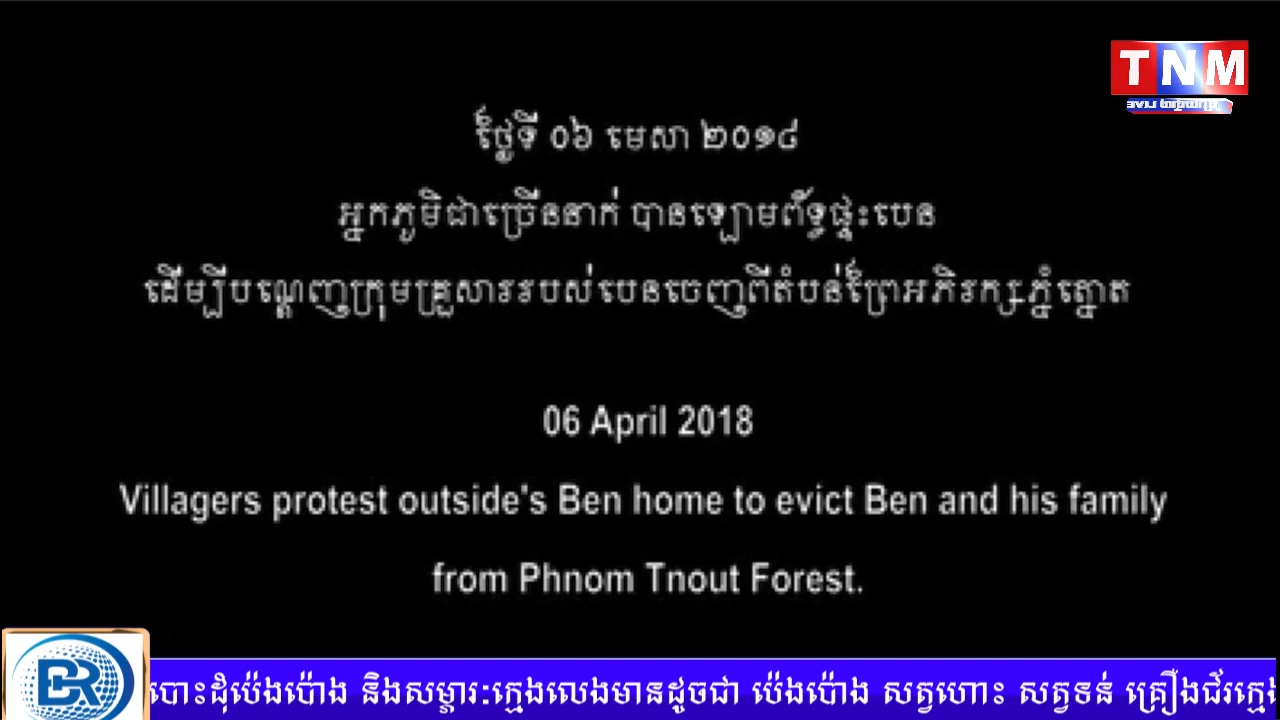 TNM
ថ្ងៃទី ០៦ មេសា ២០១៨
អ្នកភូមិជាច្រើននាក់ បានឡោមព័ទ្ធផ្ទះបេន
ដើម្បីបណ្ដេញក្រុមគ្រួសាររបស់បេនចេញពីតំបន់ព្រៃអភិរក្សភ្នំត្នោត
06 April 2018
Villagers protest outside's Ben home to evict Ben and his family
from Phnom Tnout Forest.
BR
បោះដុំប៉េងប៉ោង និងសម្ភារៈក្មេងលេងមានដូចជា ប៉េងប៉ោង សត្វហោះ សត្វទន់ គ្រឿងជ័រក្មេង